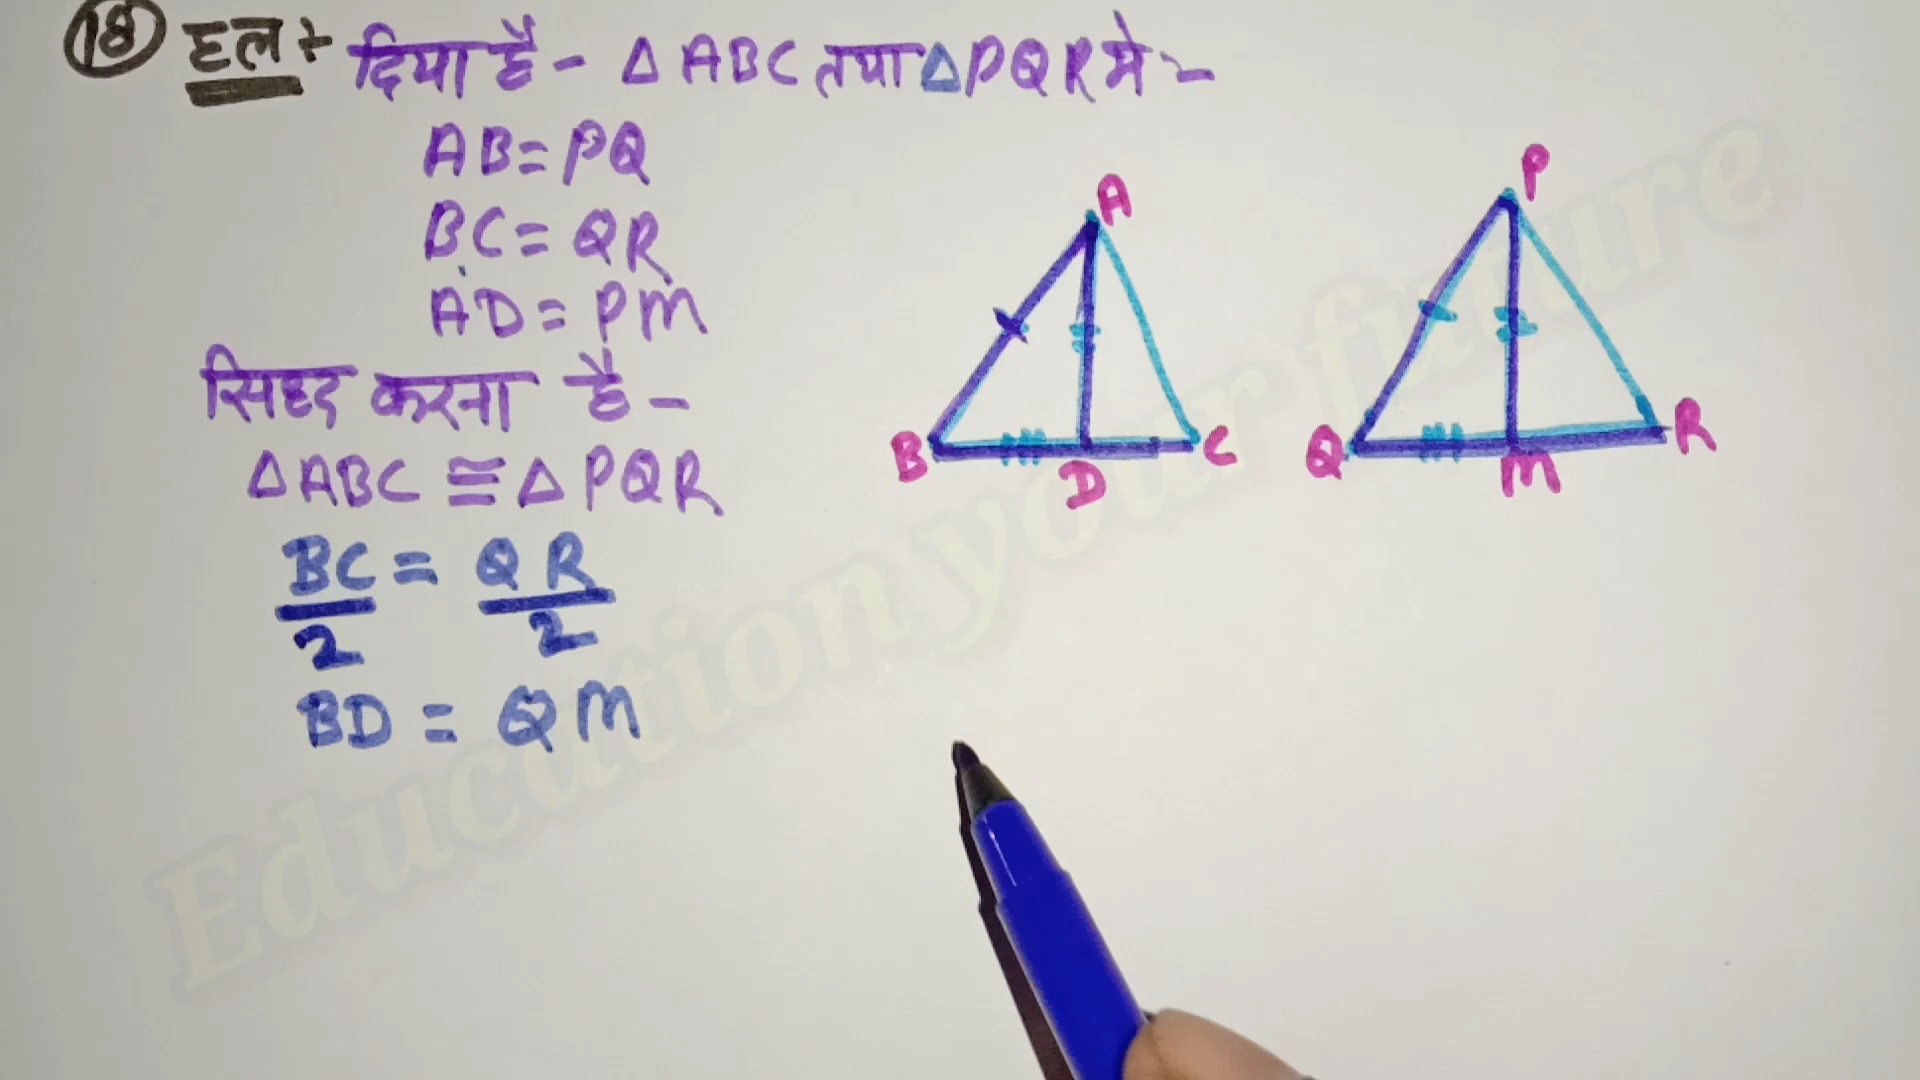 18 हल :- दिया है - △ ABC तथा △ PQR मे :-
AB = PQ
BC = QR
AD = PM
सिध्द करना है -
△ ABC ≅ △ PQR
BC/2 = QR/2
BD = QM
A
B
D
C
P
Q
M
R
Education your future